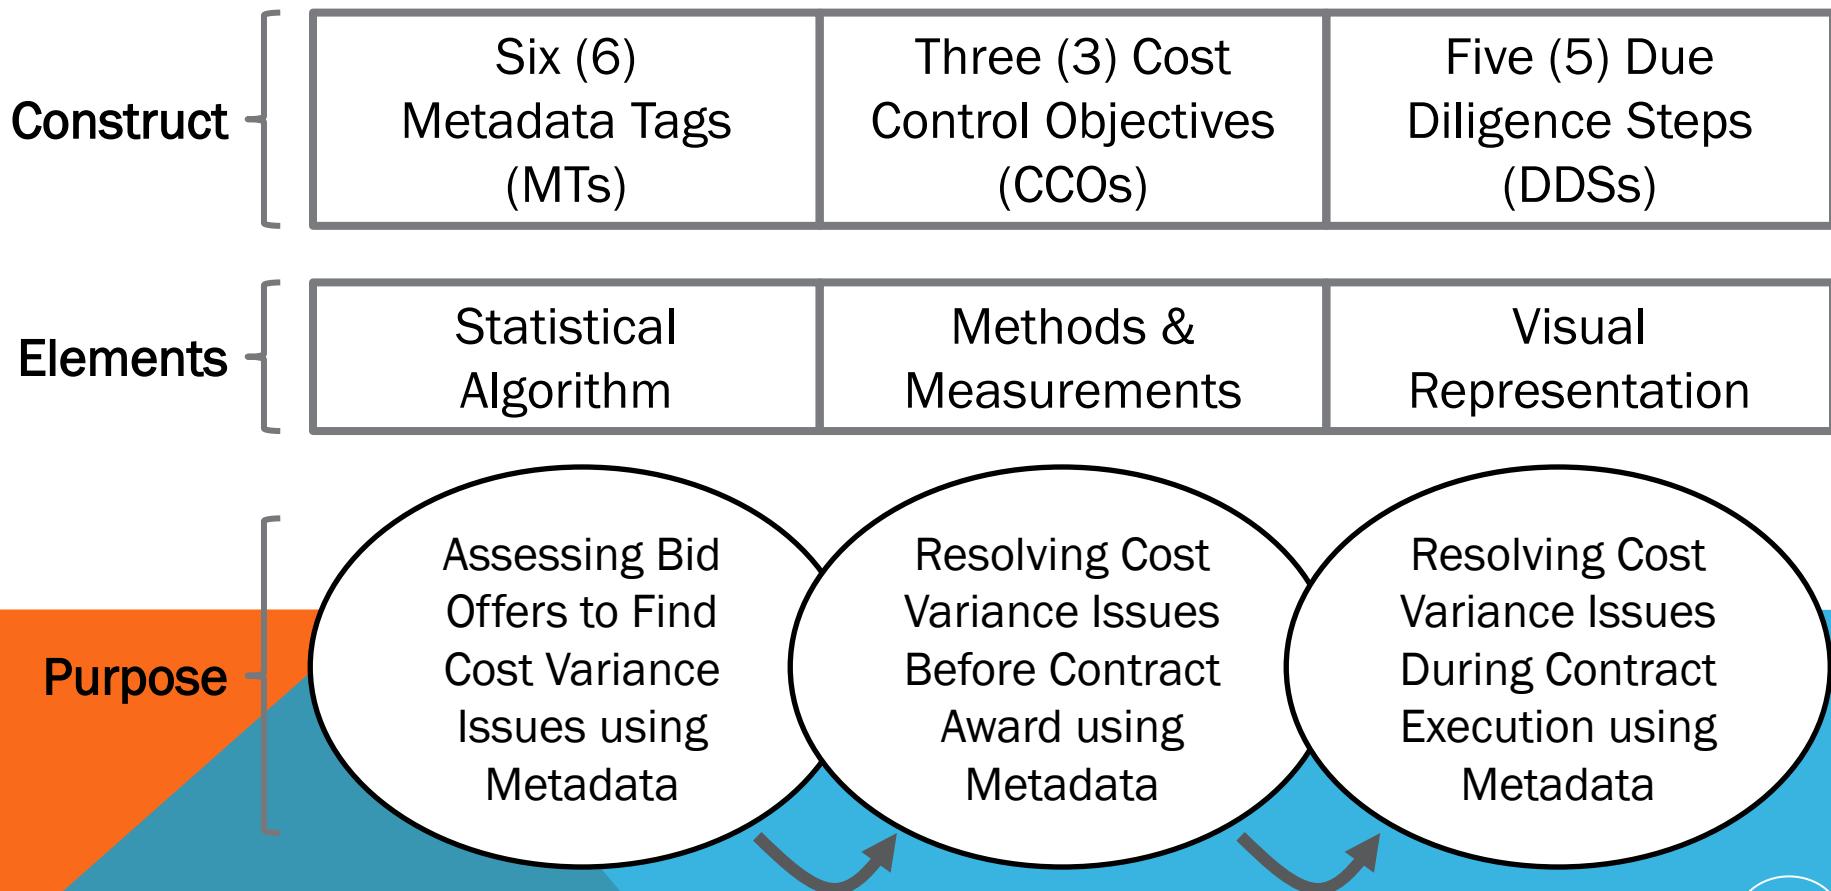 Construct
Six (6)
Metadata Tags
(MTs)
Three (3) Cost
Control Objectives
(CCOs)
Five (5) Due
Diligence Steps
(DDSs)
Elements
Statistical
Algorithm
Methods &
Measurements
Visual
Representation
Purpose
Assessing Bid
Offers to Find
Cost Variance
Issues using
Metadata
Resolving Cost
Variance Issues
Before Contract
Award using
Metadata
Resolving Cost
Variance Issues
During Contract
Execution using
Metadata